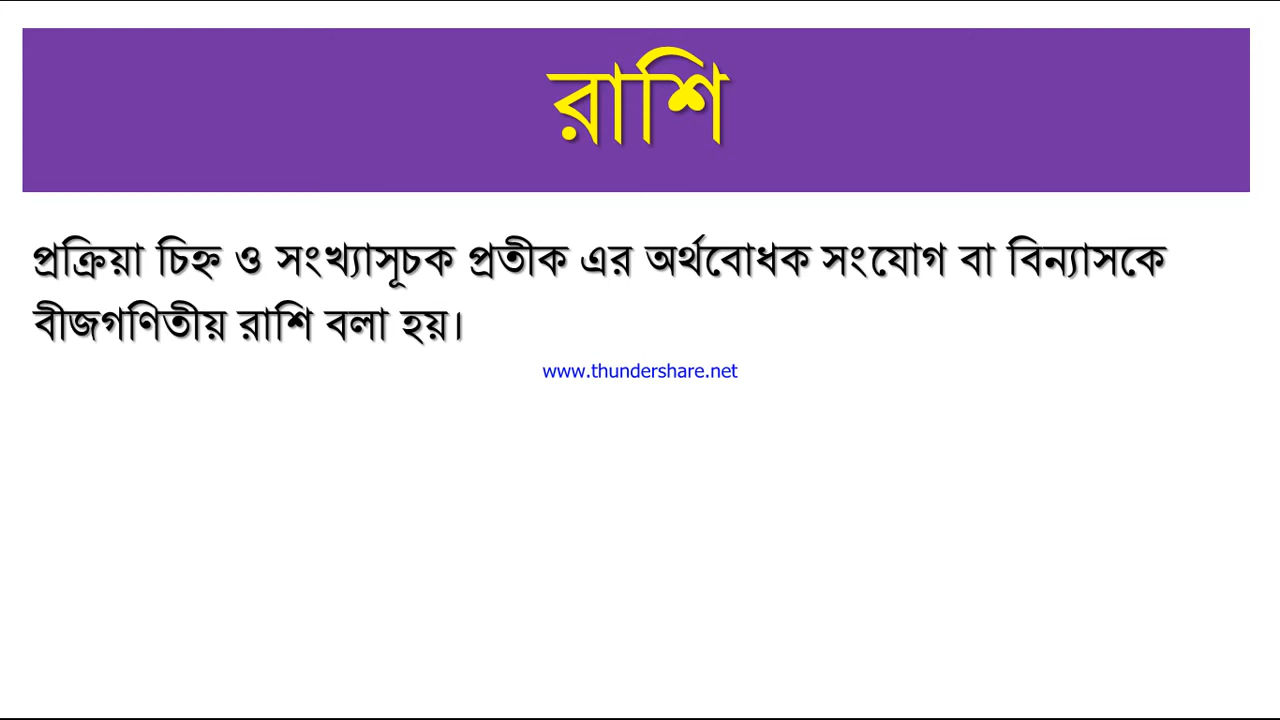 রাশি
প্রক্রিয়া চিহ্ন ও সংখ্যাসূচক প্রতীক এর অর্থবোধক সংযোগ বা বিন্যাসকে
বীজগণিতীয় রাশি বলা হয়।
www.thundershare.net